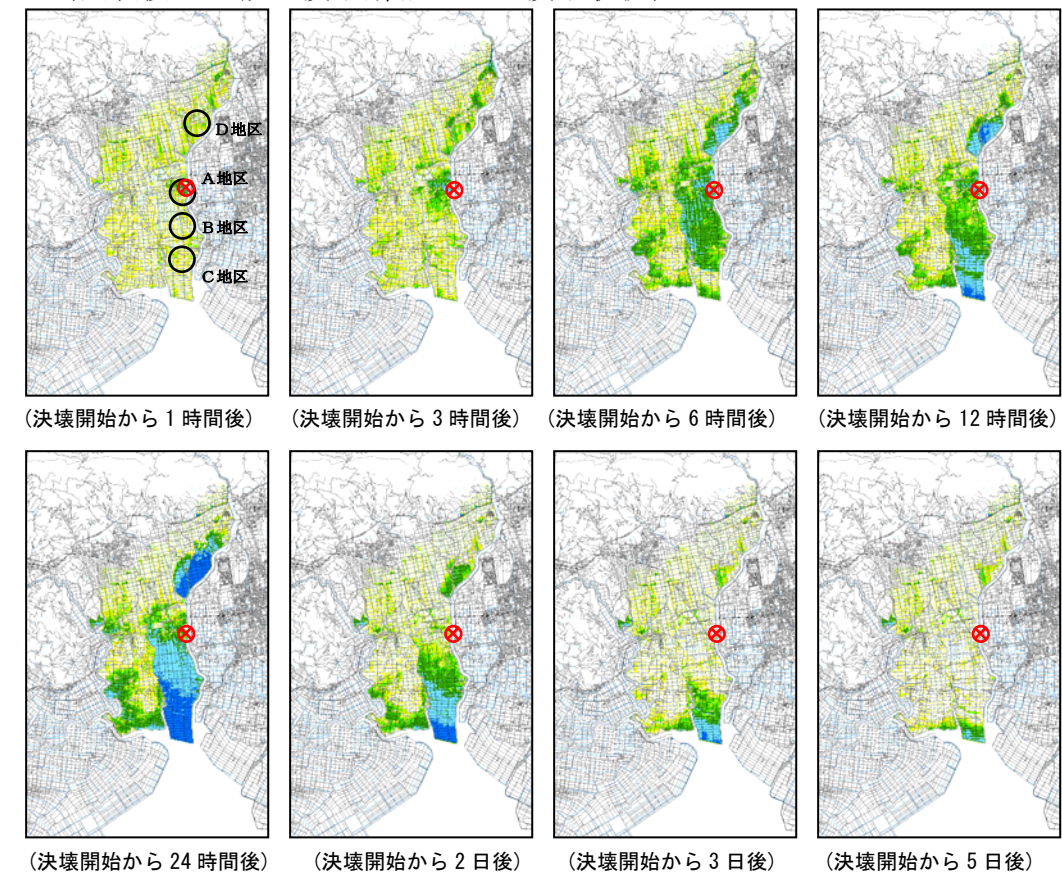 D地区
A地区
B地区
C地区
(決壊開始から 1 時間後)
(決壊開始から 3 時間後)
(決壊開始から 6 時間後)
(決壊開始から 12 時間後)
(決壊開始から 24 時間後)
(決壊開始から 2 日後)
(決壊開始から 3 日後)
(決壊開始から 5 日後)